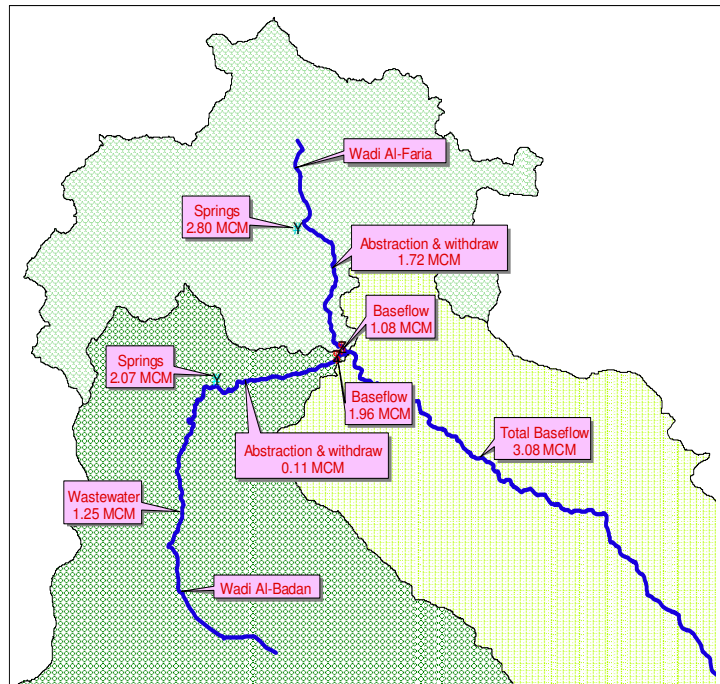 Wadi Al-Faria
Springs
2.80 MCM
Abstraction & withdraw
1.72 MCM
Baseflow
1.08 MCM
Springs
2.07 MCM
Baseflow
1.96 MCM
Abstraction & withdraw
0.11 MCM
Total Baseflow
3.08 MCM
Wastewater
1.25 MCM
Wadi Al-Badan